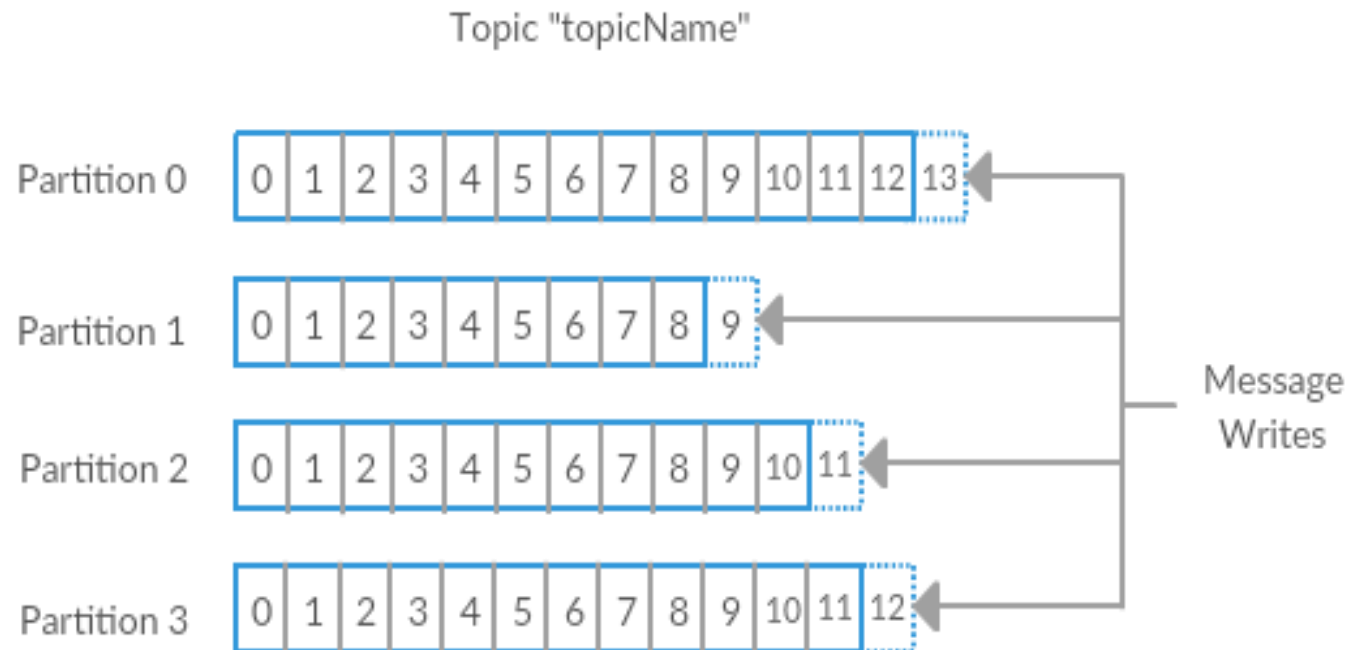 Topic "topicName"
Partition 0 0 1 2 3 4 5 6 7 8 9 10 11 12 13
Partition 1 0 1 2 3 4 5 6 7 8 9
Partition 2 0 1 2 3 4 5 6 7 8 9 10 11
Partition 3 0 1 2 3 4 5 6 7 8 9 10 11 12
Message
Writes